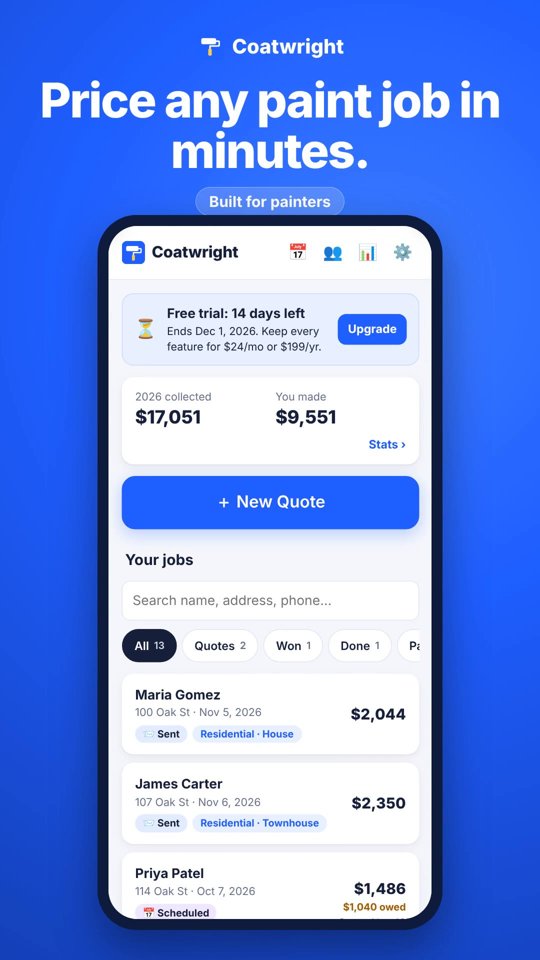 Coatwright
Price any paint job in
minutes.
Built for painters
Coatwright
Free trial: 14 days left
Ends Dec 1, 2026. Keep every
feature for $24/mo or $199/yr.
Upgrade
2026 collected
You made
$17,051
$9,551
Stats ›
+ New Quote
Your jobs
Search name, address, phone...
All 13
Quotes 2
Won 1
Done 1
Pa
Maria Gomez
100 Oak St · Nov 5, 2026
$2,044
Sent
Residential · House
James Carter
107 Oak St · Nov 6, 2026
$2,350
Sent
Residential · Townhouse
Priya Patel
114 Oak St · Oct 7, 2026
$1,486
$1,040 owed
Scheduled